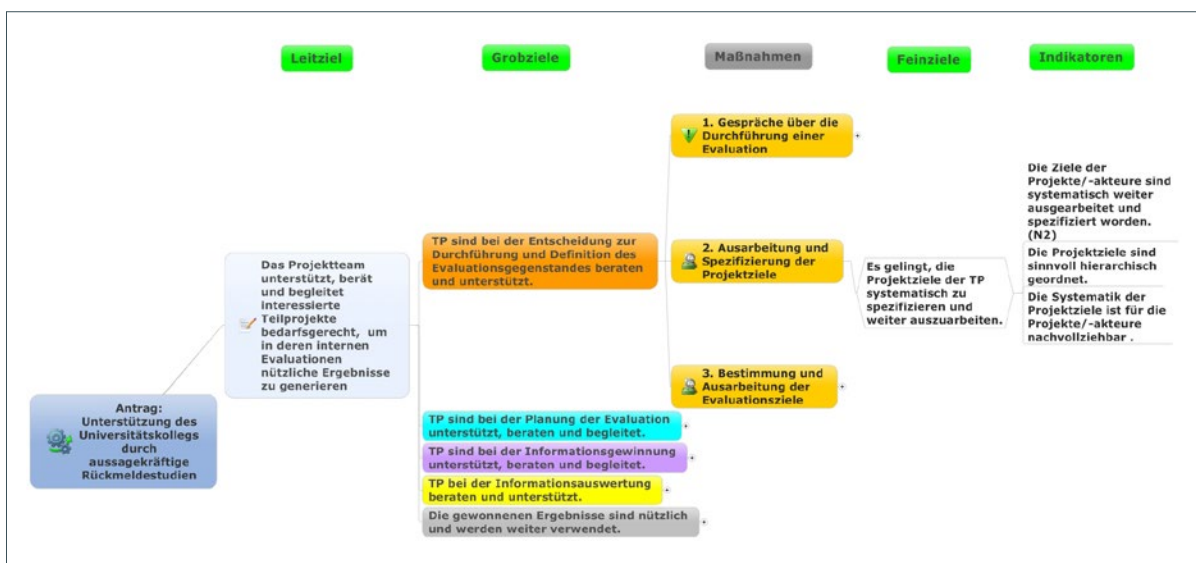 Leitziel
Grobziele
Maßnahmen
Feinziele
Indikatoren
Antrag:
Unterstützung des
Universitätskollegs
durch
aussagekräftige
Rückmeldestudien
Das Projektteam
unterstützt, berät
und begleitet
interessierte
Teilprojekte
bedarfsgerecht, um
in deren internen
Evaluationen
nützliche Ergebnisse
zu generieren
TP sind bei der Entscheidung zur
Durchführung und Definition des
Evaluationsgegenstandes beraten
und unterstützt.
1. Gespräche über die
Durchführung einer
Evaluation
2. Ausarbeitung und
Spezifizierung der
Projektziele
Es gelingt, die
Projektziele der TP
systematisch zu
spezifizieren und
weiter auszuarbeiten.
Die Ziele der
Projekte/-akteure sind
systematisch weiter
ausgearbeitet und
spezifiziert worden.
(N2)
Die Projektziele sind
sinnvoll hierarchisch
geordnet.
Die Systematik der
Projektziele ist für die
Projekte/-akteure
nachvollziehbar .
3. Bestimmung und
Ausarbeitung der
Evaluationsziele
TP sind bei der Planung der Evaluation
unterstützt, beraten und begleitet.
TP sind bei der Informationsgewinnung
unterstützt, beraten und begleitet.
TP bei der Informationsauswertung
beraten und unterstützt.
Die gewonnenen Ergebnisse sind nützlich
und werden weiter verwendet.